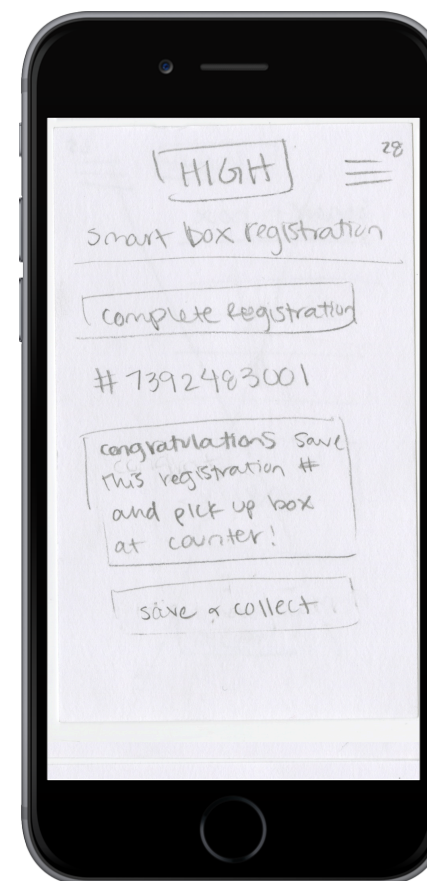 28
HIGH
smart box registration
complete Registration
# 7392483001
congratulations save
this registration #
and pick up box
at counter!
save & collect